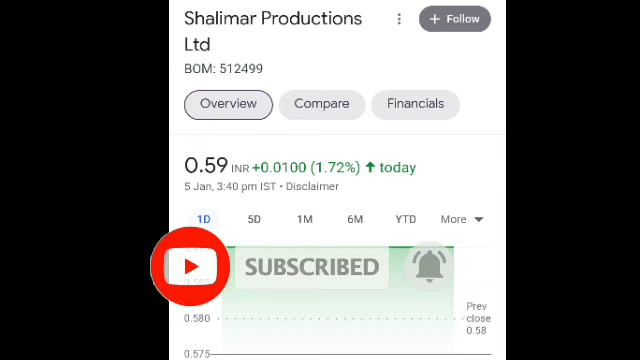 Shalimar Productions
Ltd
+ Follow
BOM: 512499
Overview
Compare
Financials
0.59 INR +0.0100 (1.72%) ↑ today
5 Jan, 3:40 pm IST • Disclaimer
1D
5D
1M
6M
YTD
More
SUBSCRIBED
Prev
close
0.58
0.580
0.575